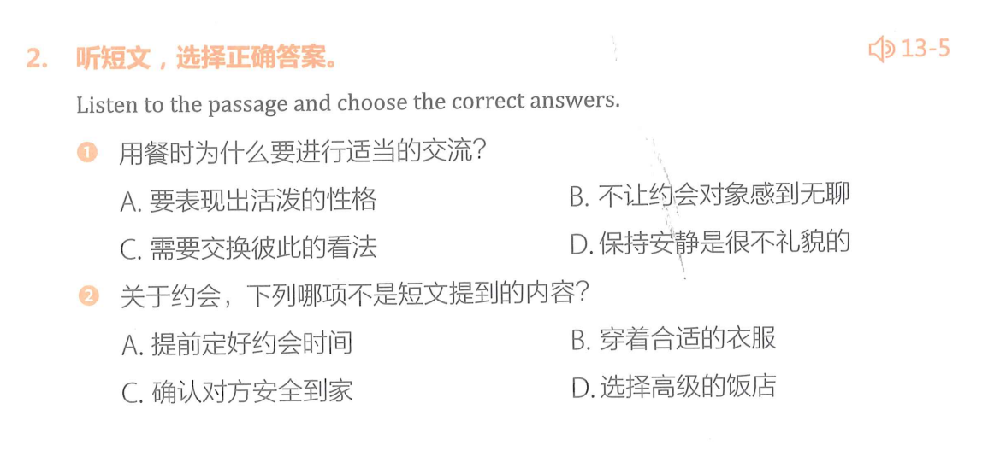 2. 听短文，选择正确答案。 13-5
Listen to the passage and choose the correct answers.
1 用餐时为什么要进行适当的交流？
A. 要表现出活泼的性格 B. 不让约会对象感到无聊
C. 需要交换彼此的看法 D. 保持安静是很不礼貌的
2 关于约会，下列哪项不是短文提到的内容？
A. 提前定好约会时间 B. 穿着合适的衣服
C. 确认对方安全到家 D. 选择高级的饭店